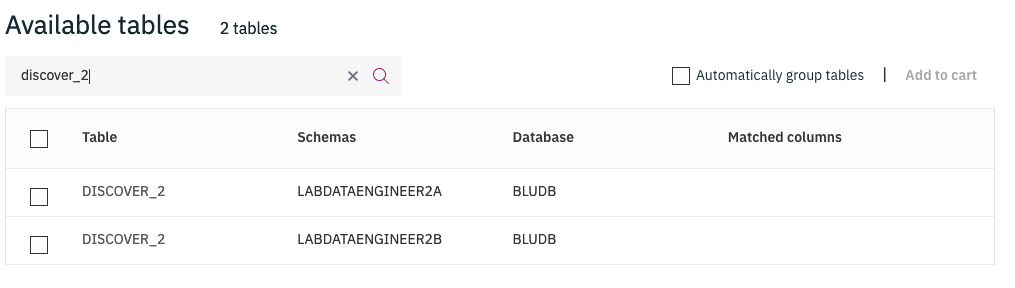 Available tables 2 tables
discover_2
Automatically group tables | Add to cart
Table Schemas Database Matched columns
DISCOVER_2 LABDATAENGINEER2A BLUDB
DISCOVER_2 LABDATAENGINEER2B BLUDB